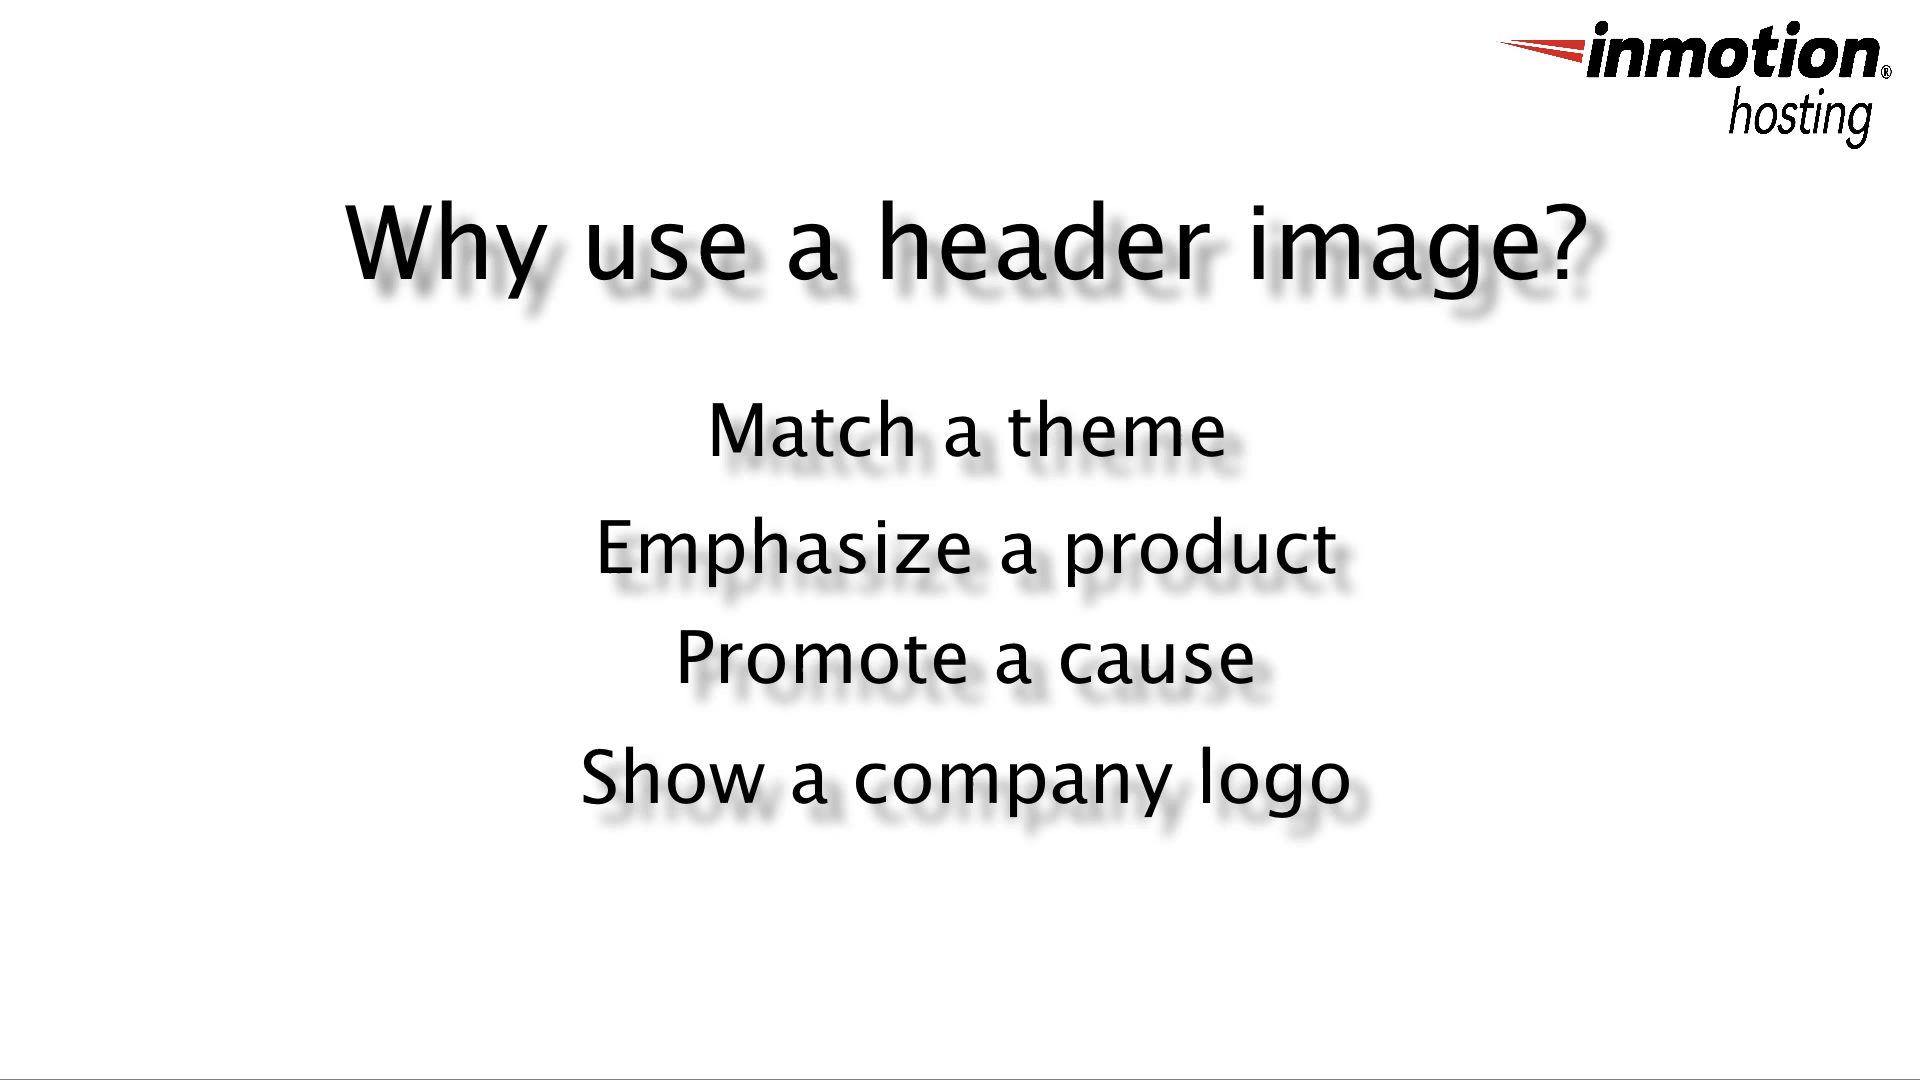 inmotion®
hosting
Why use a header image?
Match a theme
Emphasize a product
Promote a cause
Show a company logo